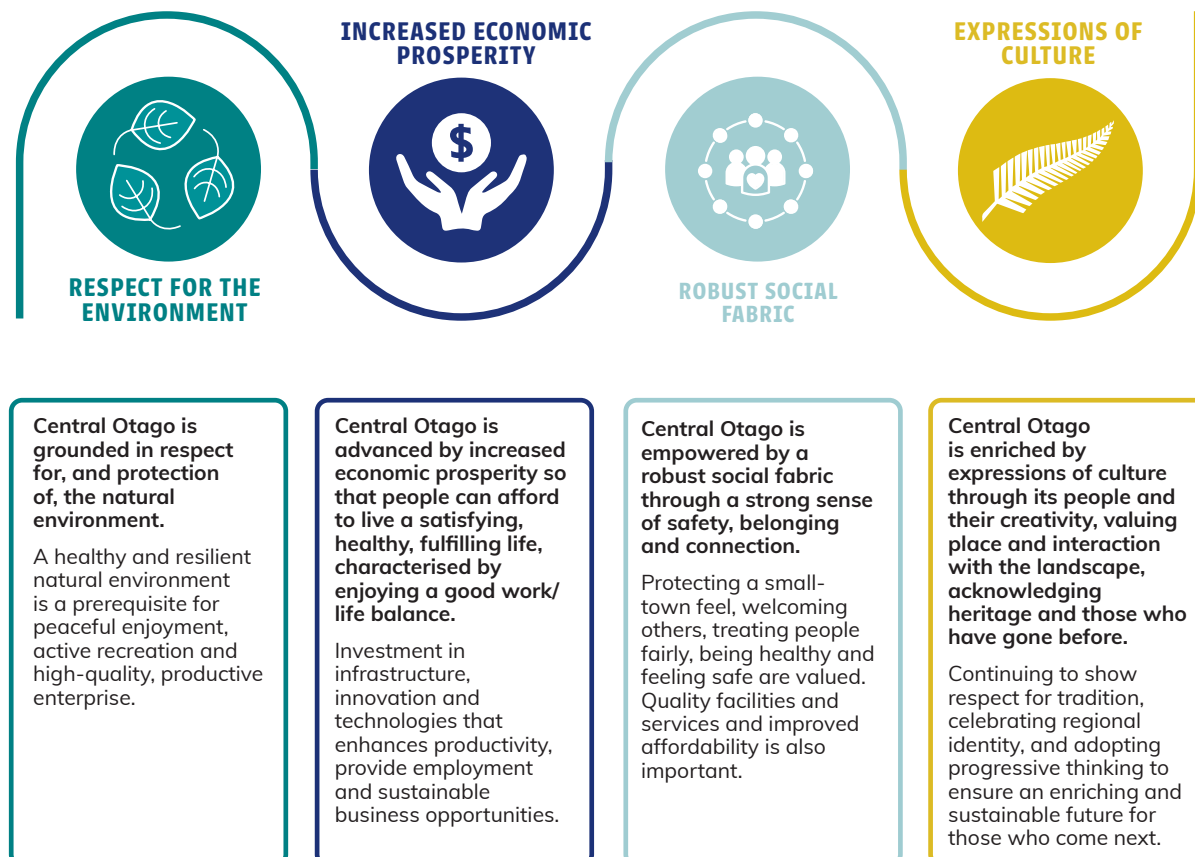 RESPECT FOR THE
ENVIRONMENT
INCREASED ECONOMIC
PROSPERITY
$
ROBUST SOCIAL
FABRIC
EXPRESSIONS OF
CULTURE
Central Otago is
grounded in respect
for, and protection
of, the natural
environment.
A healthy and resilient
natural environment
is a prerequisite for
peaceful enjoyment,
active recreation and
high-quality, productive
enterprise.
Central Otago is
advanced by increased
economic prosperity so
that people can afford
to live a satisfying,
healthy, fulfilling life,
characterised by
enjoying a good work/
life balance.
Investment in
infrastructure,
innovation and
technologies that
enhances productivity,
provide employment
and sustainable
business opportunities.
Central Otago is
empowered by a
robust social fabric
through a strong sense
of safety, belonging
and connection.
Protecting a small-
town feel, welcoming
others, treating people
fairly, being healthy and
feeling safe are valued.
Quality facilities and
services and improved
affordability is also
important.
Central Otago
is enriched by
expressions of culture
through its people and
their creativity, valuing
place and interaction
with the landscape,
acknowledging
heritage and those who
have gone before.
Continuing to show
respect for tradition,
celebrating regional
identity, and adopting
progressive thinking to
ensure an enriching and
sustainable future for
those who come next.